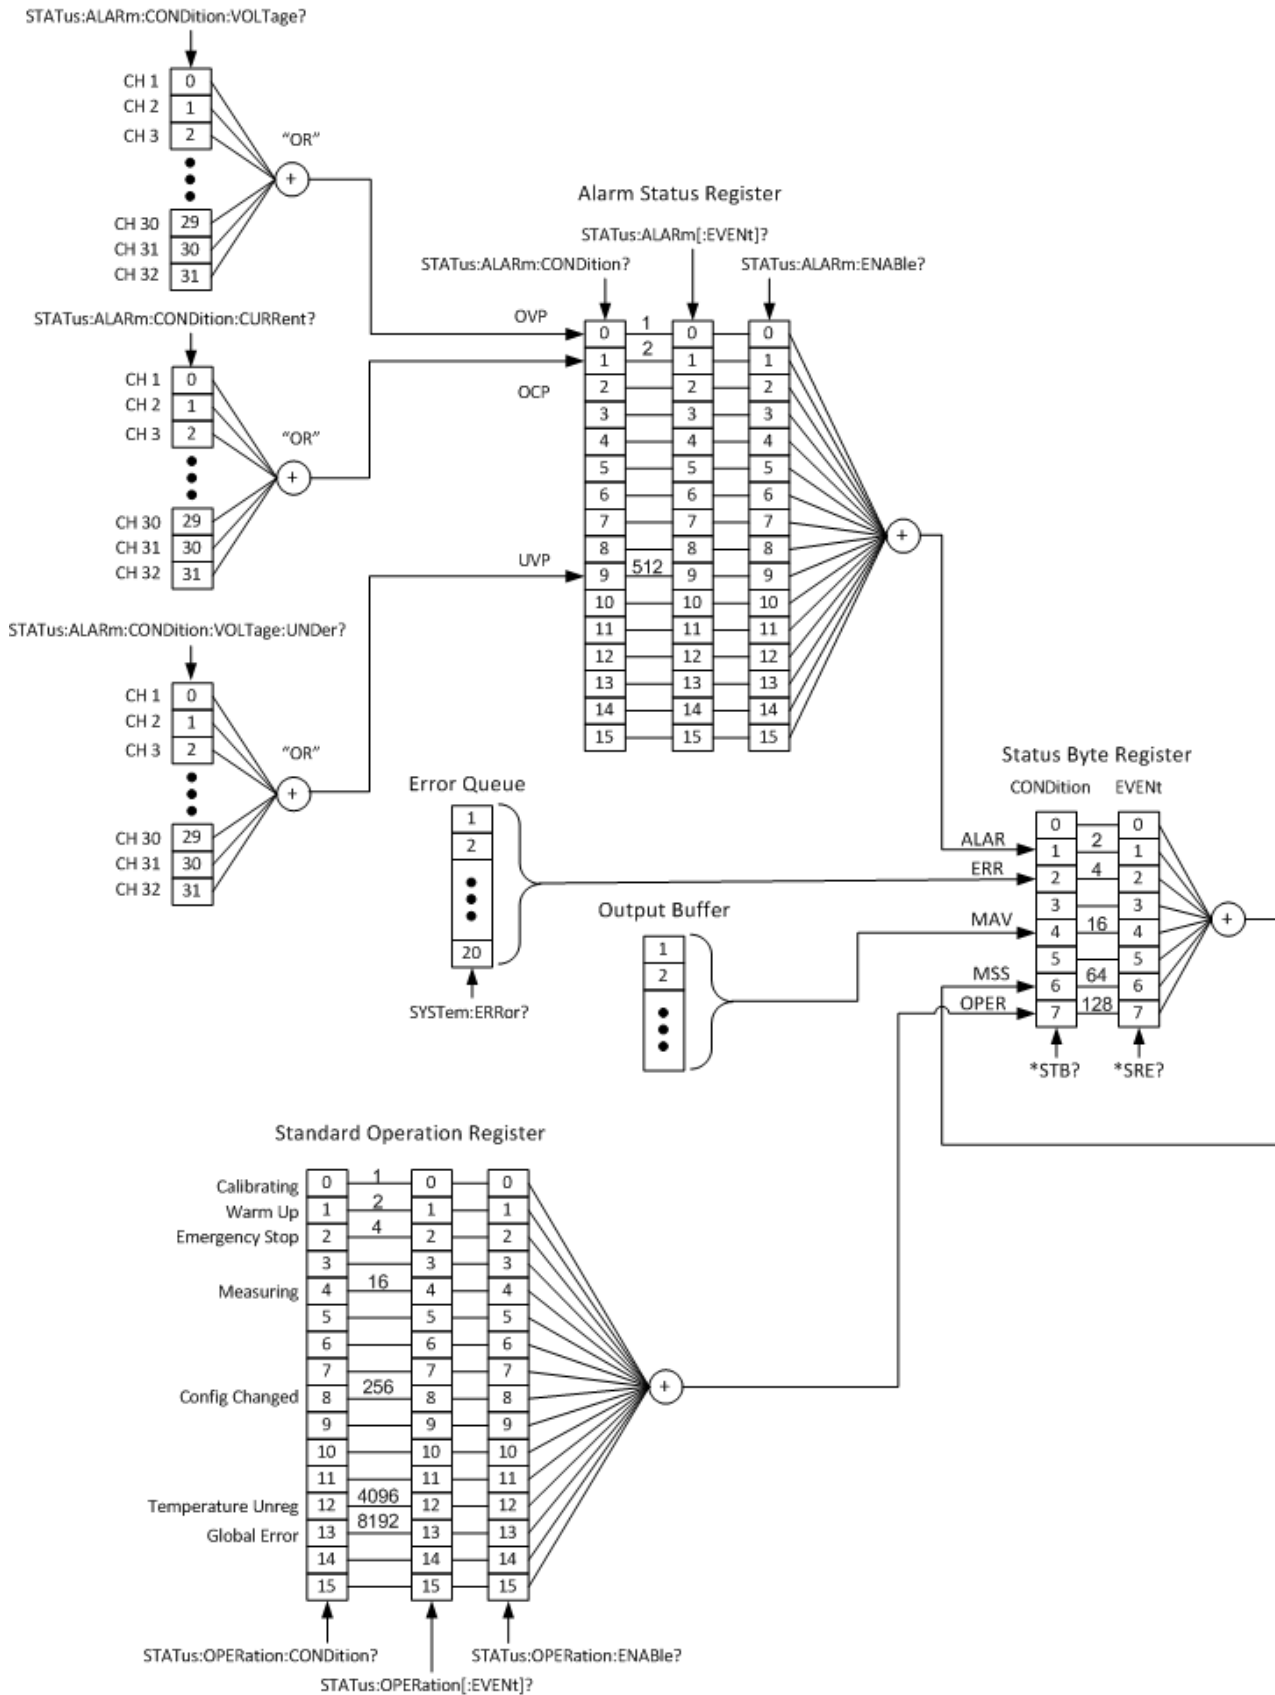 STATus:ALARm:CONDition:VOLTage?
CH 1 0
CH 2 1
CH 3 2
"OR"
+
CH 30 29
CH 31 30
CH 32 31
STATus:ALARm:CONDition:CURRent?
CH 1 0
CH 2 1
CH 3 2
"OR"
+
CH 30 29
CH 31 30
CH 32 31
STATus:ALARm:CONDition:VOLTage:UNDer?
CH 1 0
CH 2 1
CH 3 2
"OR"
+
CH 30 29
CH 31 30
CH 32 31
Alarm Status Register
STATus:ALARm[:EVENt]?
STATus:ALARm:CONDition? STATus:ALARm:ENABle?
OVP 0 1 0 0
1 2 1 1
OCP 2 2 2
3 3 3
4 4 4
5 5 5
6 6 6
7 7 7
8 8 8
UVP 9 512 9 9
10 10 10
11 11 11
12 12 12
13 13 13
14 14 14
15 15 15
+
Error Queue
1
2
20
SYSTem:ERRor?
Output Buffer
1
2
Status Byte Register
CONDition EVENt
0 0
ALAR 1 2 1
ERR 2 4 2
3 3
MAV 4 16 4
5 5
MSS 6 64 6
OPER 7 128 7
+
*STB? *SRE?
Standard Operation Register
Calibrating 0 1 0 0
Warm Up 1 2 1 1
Emergency Stop 2 4 2 2
3 3 3
Measuring 4 16 4 4
5 5 5
6 6 6
7 7 7
Config Changed 8 256 8 8
9 9 9
10 10 10
11 11 11
Temperature Unreg 12 4096 12 12
Global Error 13 8192 13 13
14 14 14
15 15 15
+
STATus:OPERation:CONDition? STATus:OPERation:ENABle?
STATus:OPERation[:EVENt]?